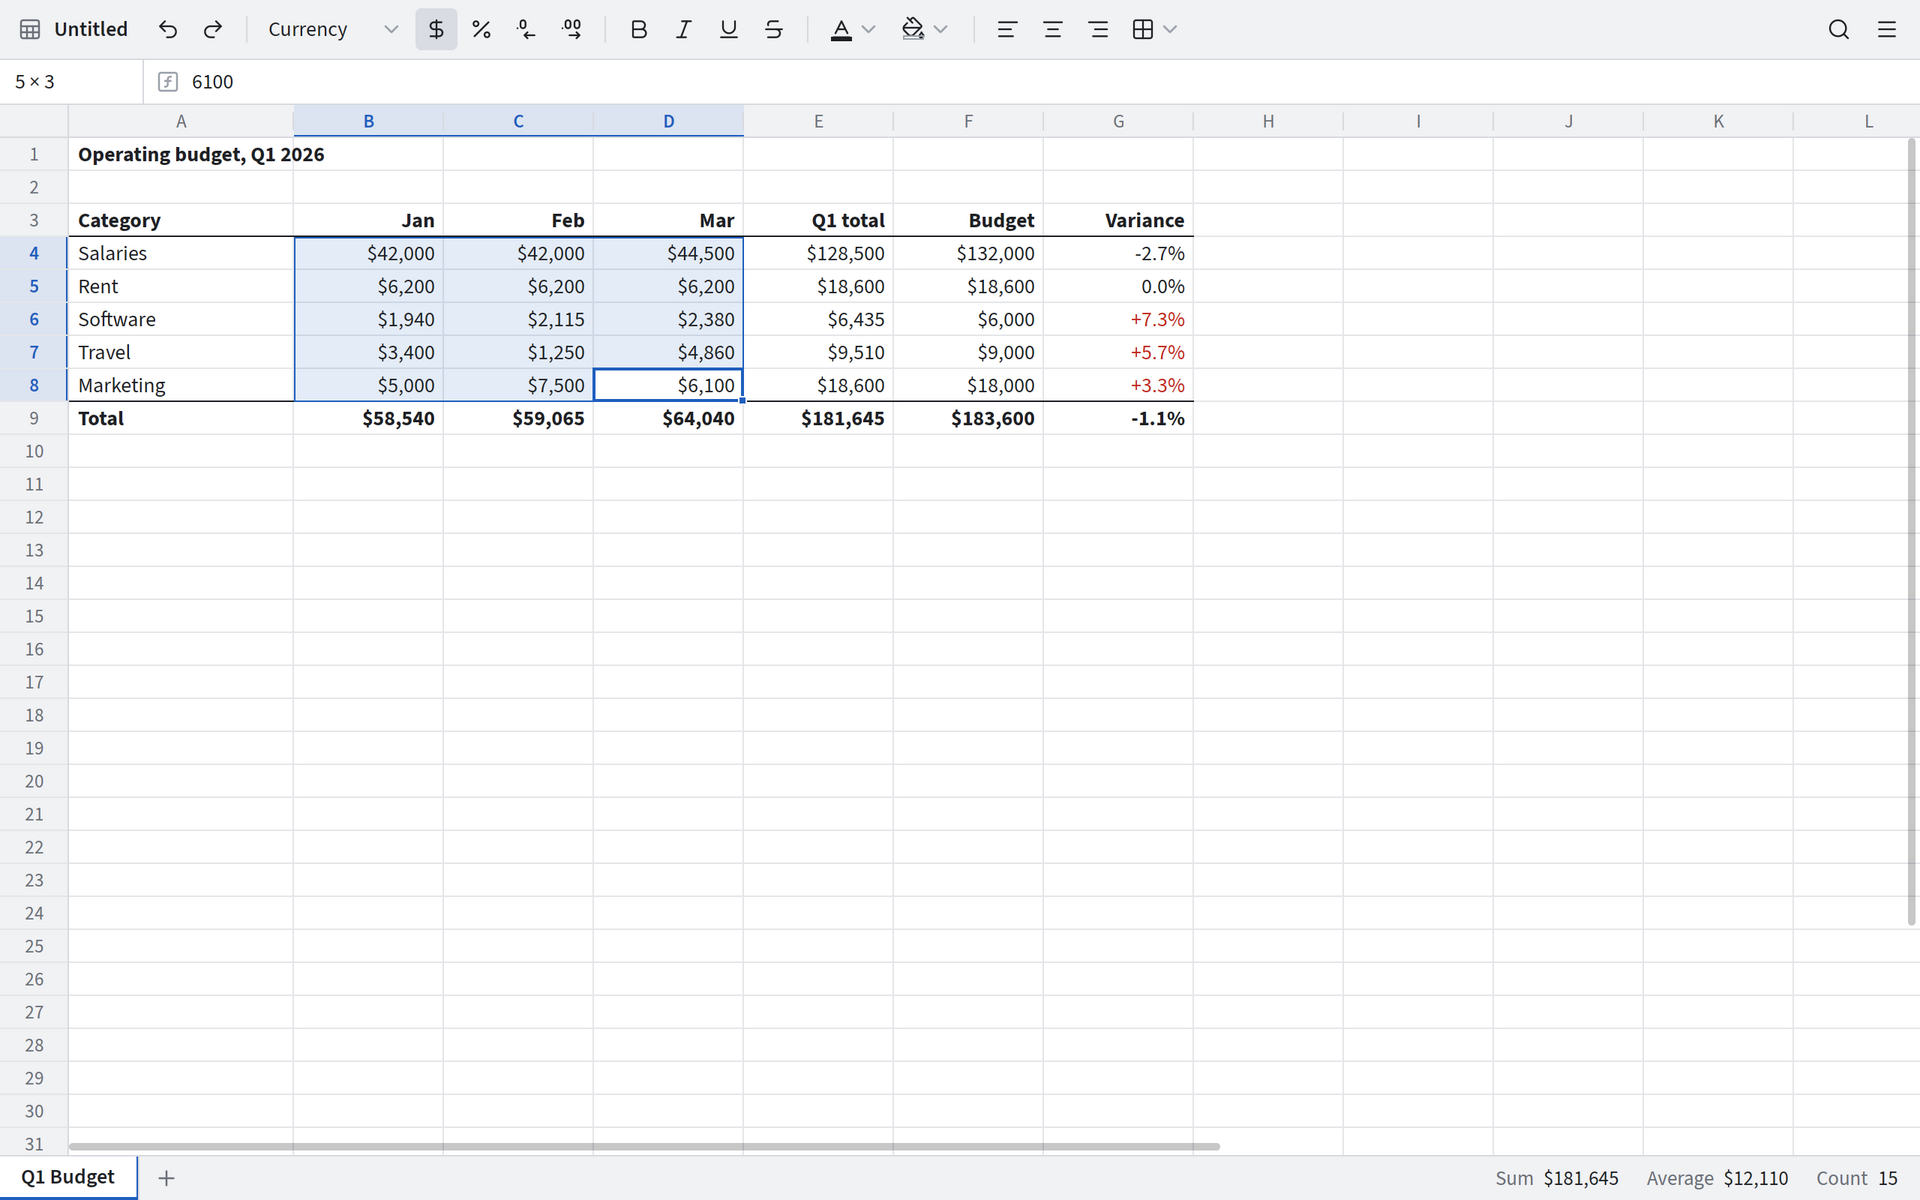 Untitled Currency $ % .0 .00 B I U S A
5 × 3 6100
A B C D E F G H I J K L
1 Operating budget, Q1 2026
2
3 Category Jan Feb Mar Q1 total Budget Variance
4 Salaries $42,000 $42,000 $44,500 $128,500 $132,000 -2.7%
5 Rent $6,200 $6,200 $6,200 $18,600 $18,600 0.0%
6 Software $1,940 $2,115 $2,380 $6,435 $6,000 +7.3%
7 Travel $3,400 $1,250 $4,860 $9,510 $9,000 +5.7%
8 Marketing $5,000 $7,500 $6,100 $18,600 $18,000 +3.3%
9 Total $58,540 $59,065 $64,040 $181,645 $183,600 -1.1%
10
11
12
13
14
15
16
17
18
19
20
21
22
23
24
25
26
27
28
29
30
31
Q1 Budget Sum $181,645 Average $12,110 Count 15